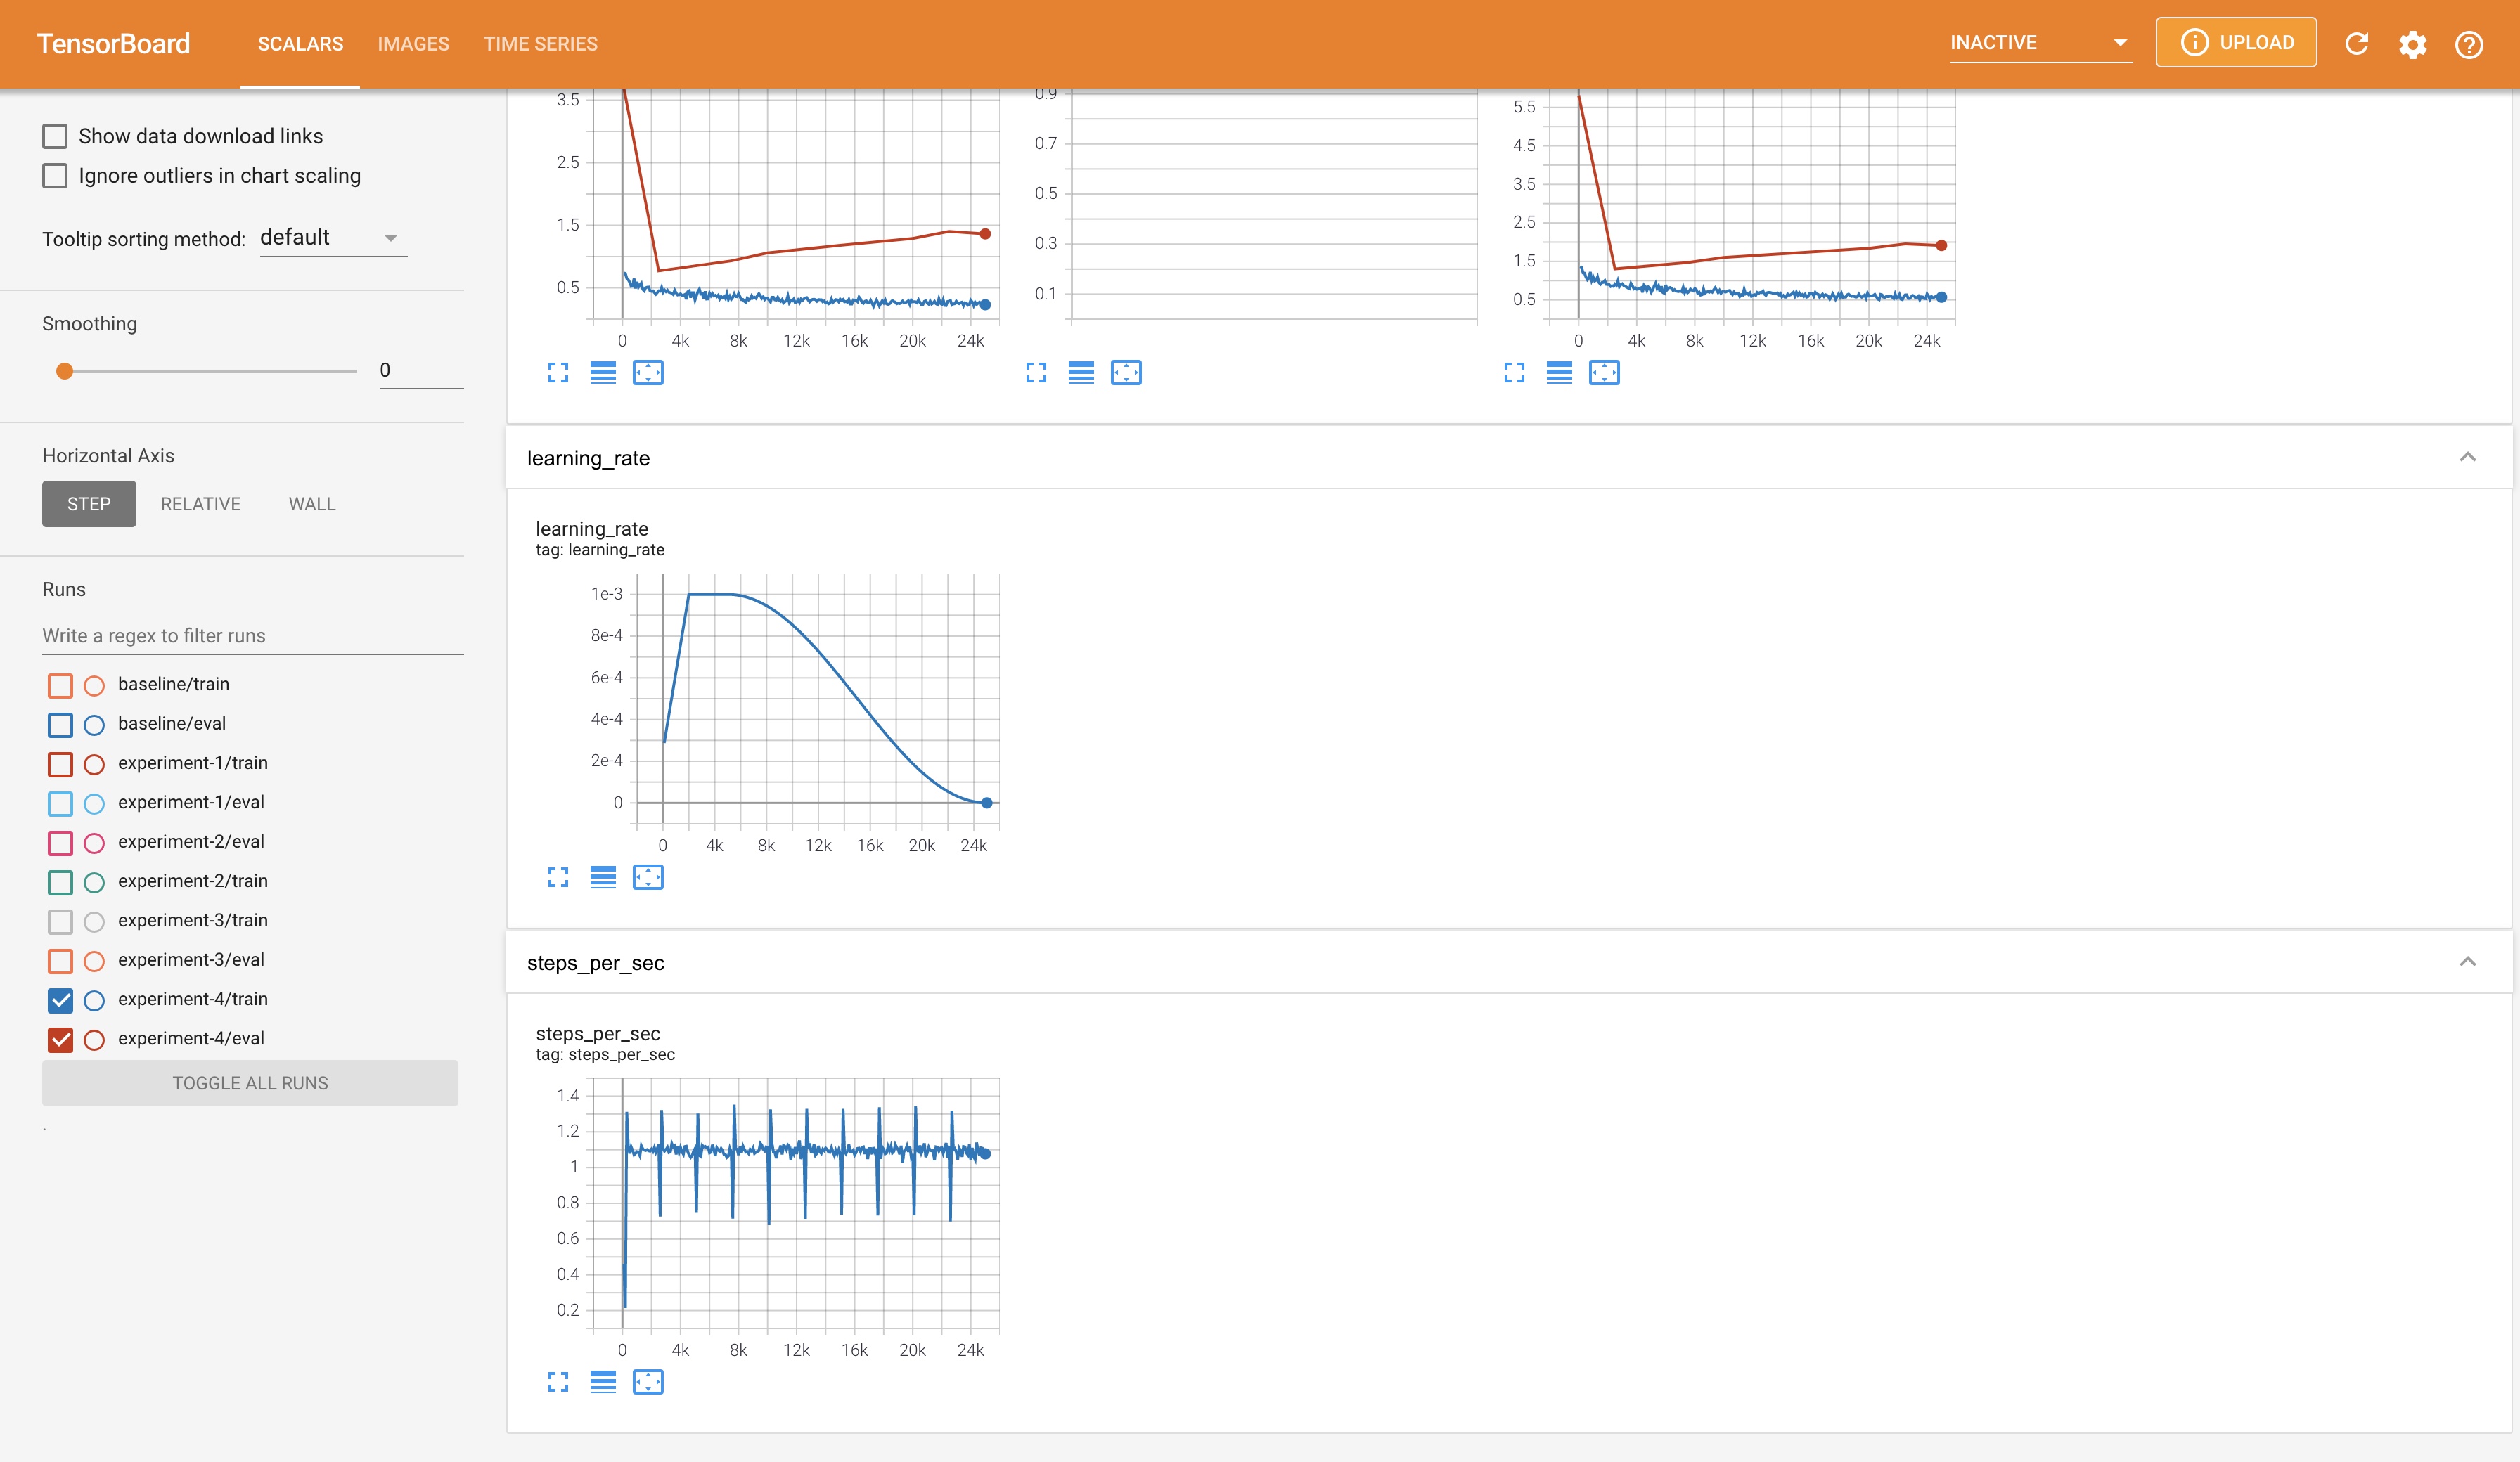 TensorBoard
SCALARS IMAGES TIME SERIES
INACTIVE
UPLOAD
Show data download links
Ignore outliers in chart scaling
Tooltip sorting method: default
Smoothing
0
Horizontal Axis
STEP RELATIVE WALL
Runs
Write a regex to filter runs
baseline/train
baseline/eval
experiment-1/train
experiment-1/eval
experiment-2/eval
experiment-2/train
experiment-3/train
experiment-3/eval
experiment-4/train
experiment-4/eval
TOGGLE ALL RUNS
.
3.5
2.5
1.5
0.5
0 4k 8k 12k 16k 20k 24k
0.9
0.7
0.5
0.3
0.1
5.5
4.5
3.5
2.5
1.5
0.5
0 4k 8k 12k 16k 20k 24k
learning_rate
learning_rate
tag: learning_rate
1e-3
8e-4
6e-4
4e-4
2e-4
0
0 4k 8k 12k 16k 20k 24k
steps_per_sec
steps_per_sec
tag: steps_per_sec
1.4
1.2
1
0.8
0.6
0.4
0.2
0 4k 8k 12k 16k 20k 24k